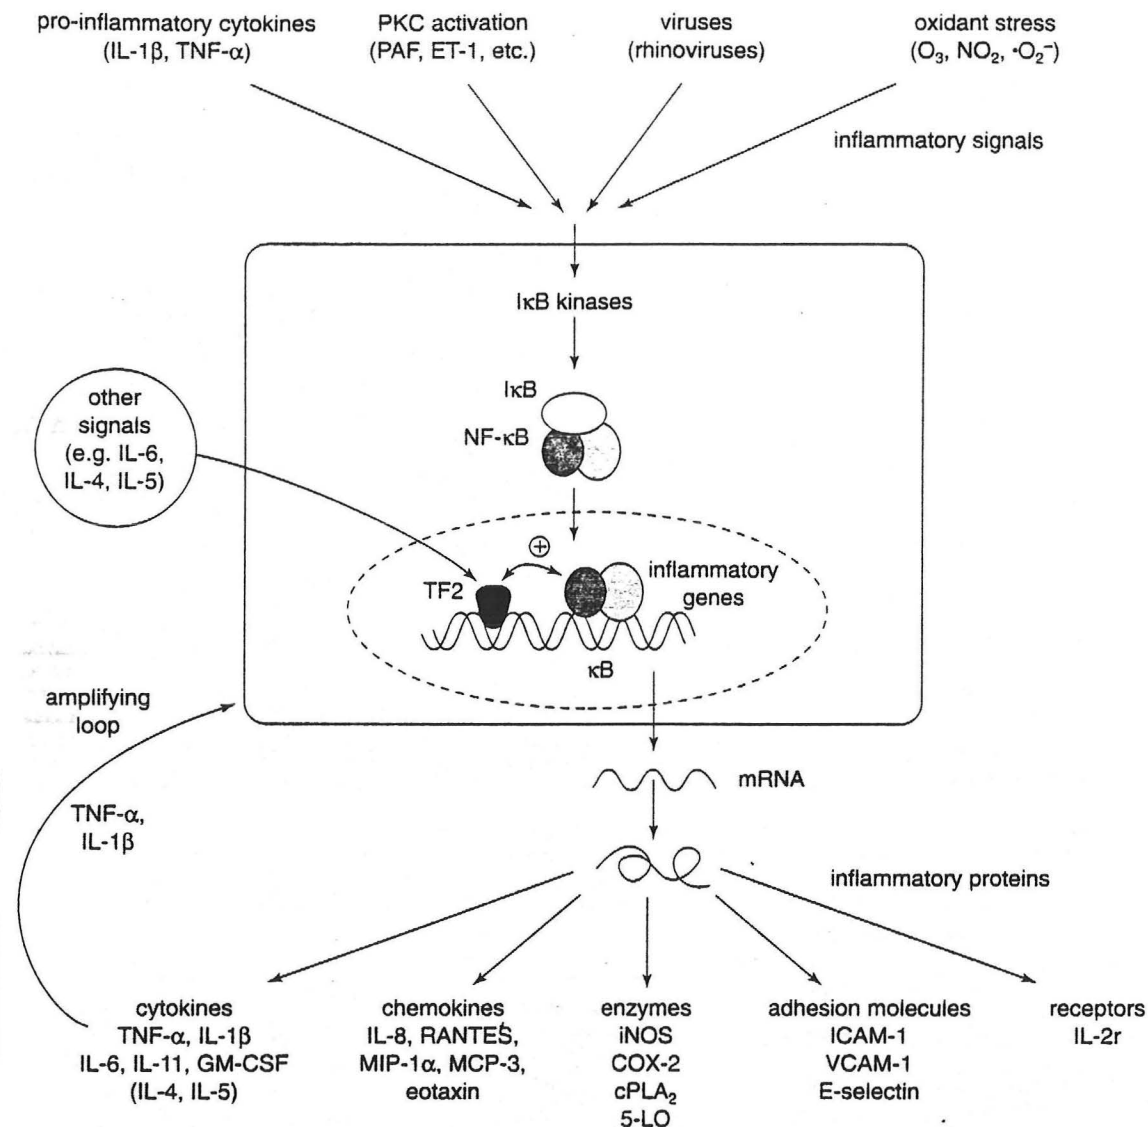 pro-inflammatory cytokines
(IL-1β, TNF-α)
PKC activation
(PAF, ET-1, etc.)
viruses
(rhinoviruses)
oxidant stress
(O₃, NO₂, •O₂⁻)
inflammatory signals
IκB kinases
IκB
NF-κB
other
signals
(e.g. IL-6,
IL-4, IL-5)
+
TF2
inflammatory
genes
κB
amplifying
loop
TNF-α,
IL-1β
mRNA
inflammatory proteins
cytokines
TNF-α, IL-1β
IL-6, IL-11, GM-CSF
(IL-4, IL-5)
chemokines
IL-8, RANTES,
MIP-1α, MCP-3,
eotaxin
enzymes
iNOS
COX-2
cPLA₂
5-LO
adhesion molecules
ICAM-1
VCAM-1
E-selectin
receptors
IL-2r